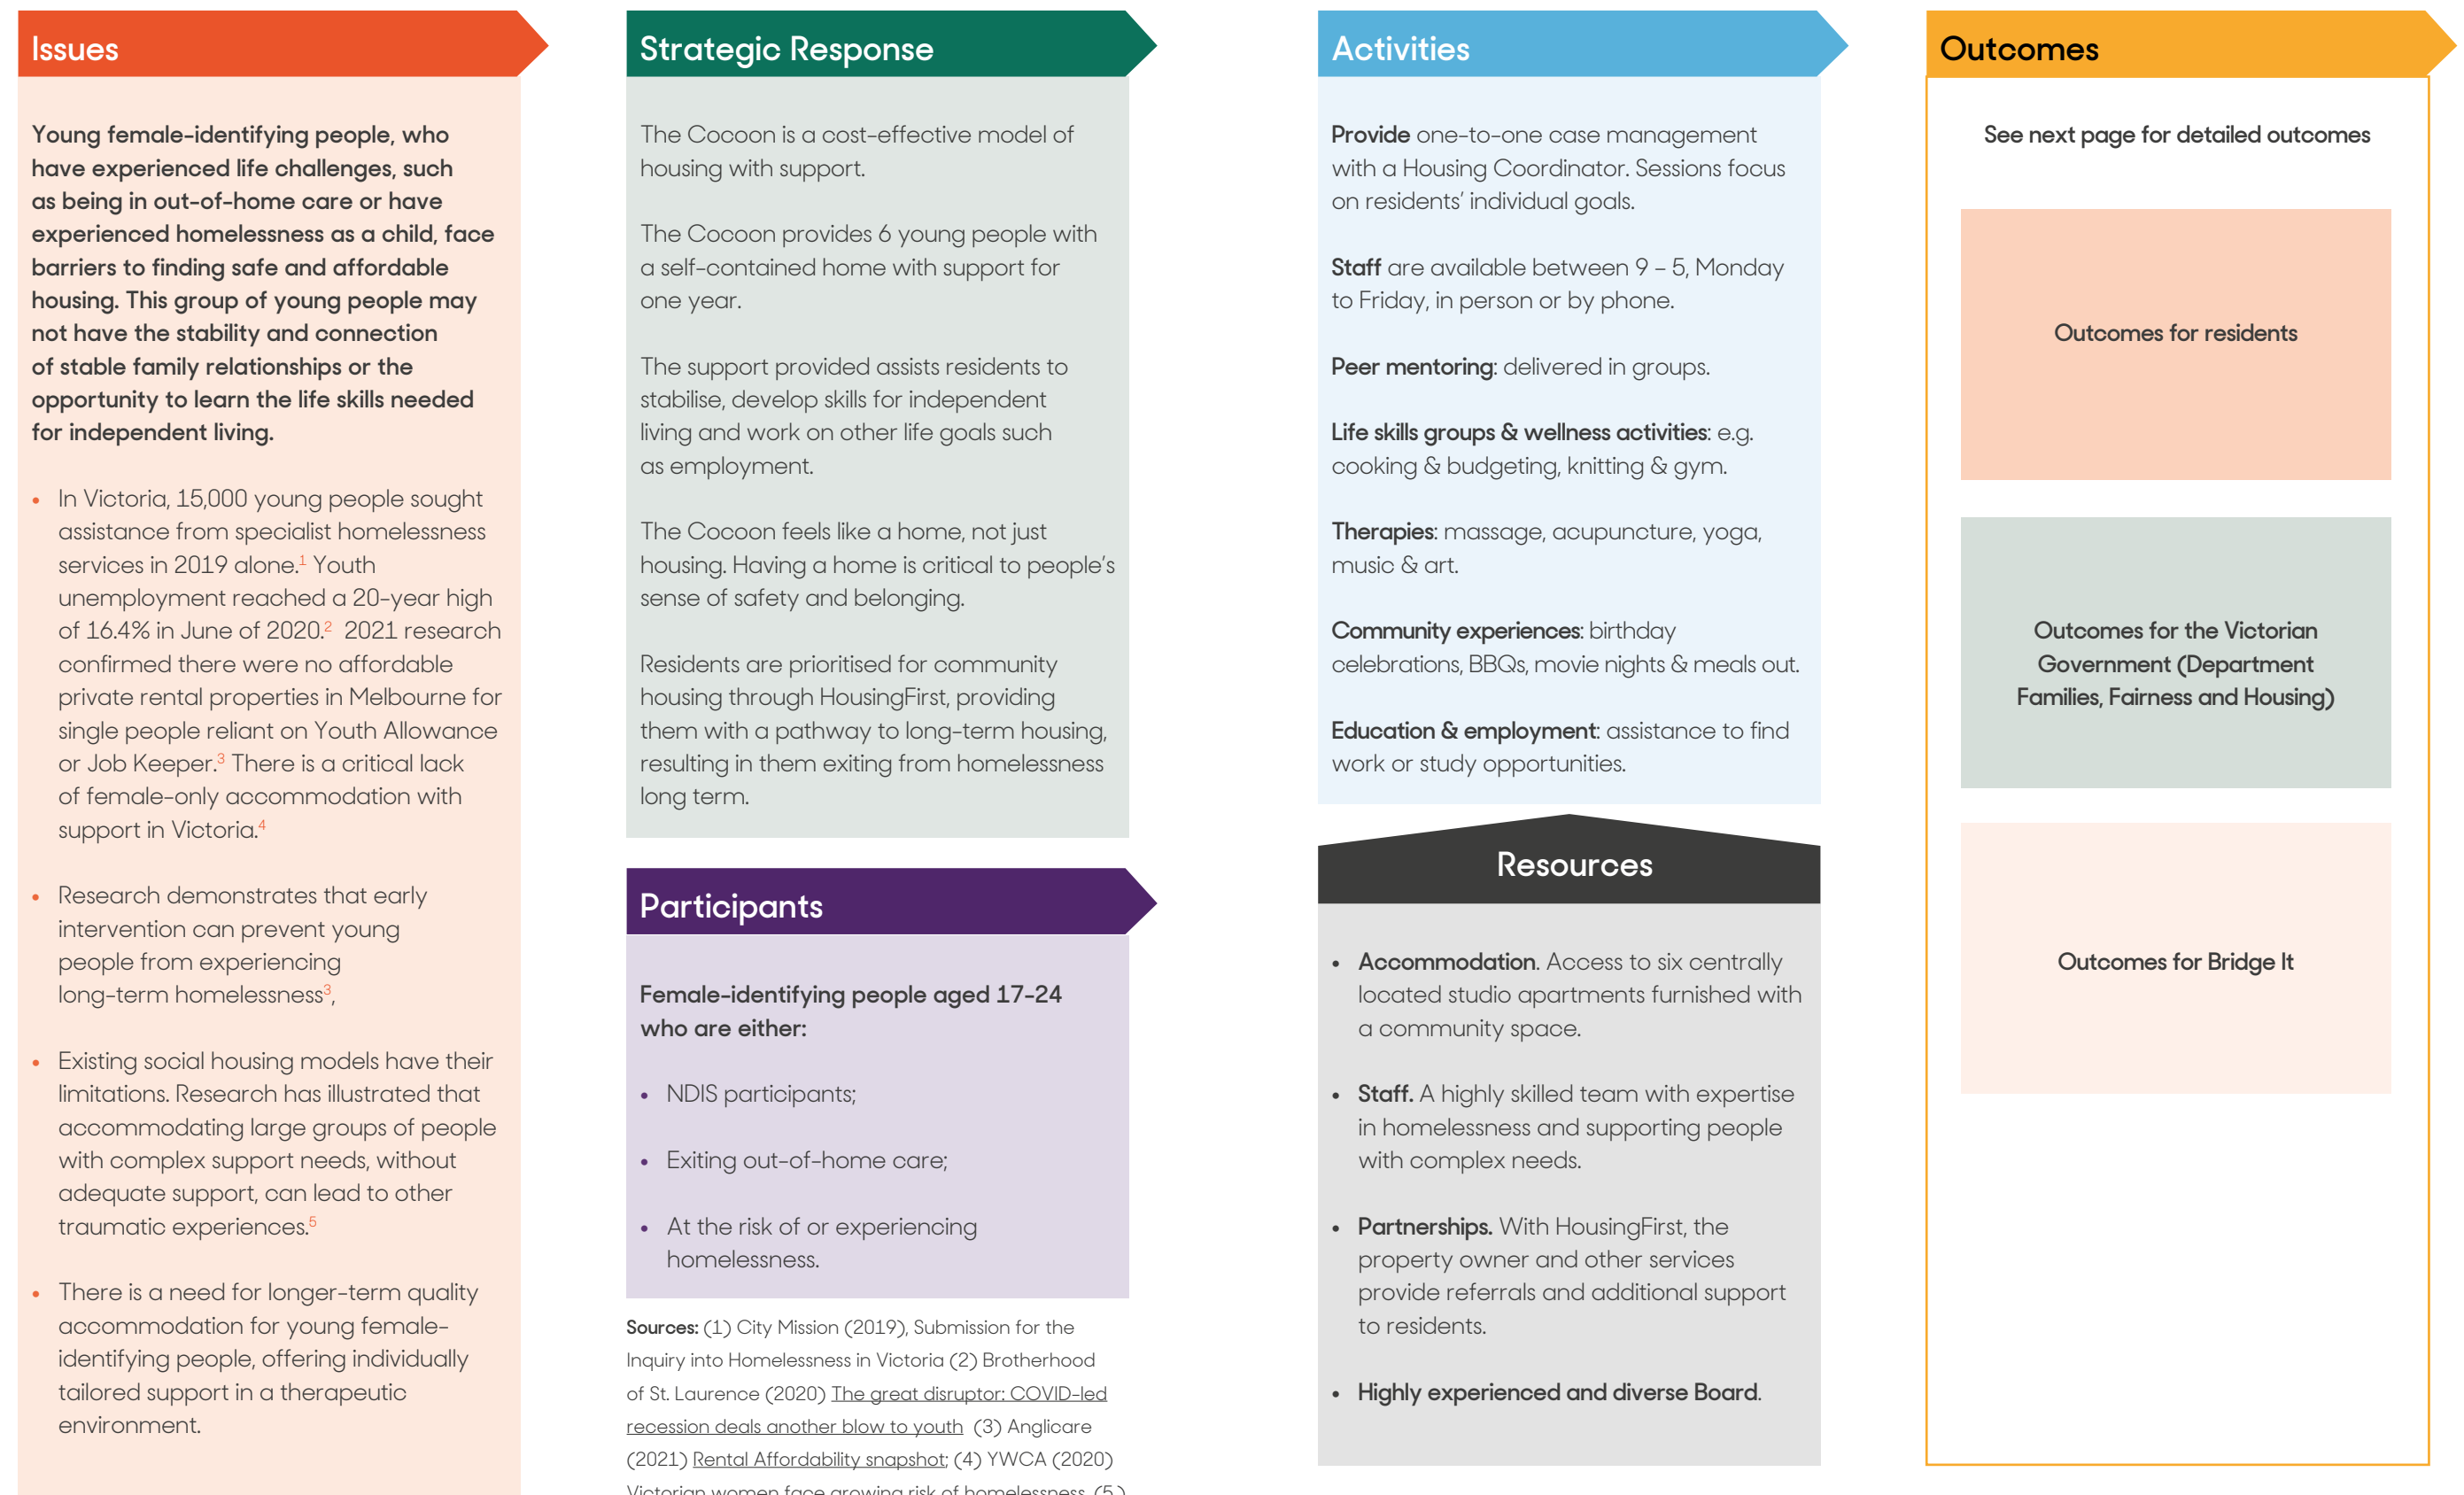 Issues
Young female-identifying people, who
have experienced life challenges, such
as being in out-of-home care or have
experienced homelessness as a child, face
barriers to finding safe and affordable
housing. This group of young people may
not have the stability and connection
of stable family relationships or the
opportunity to learn the life skills needed
for independent living.
• In Victoria, 15,000 young people sought
assistance from specialist homelessness
services in 2019 alone.1 Youth
unemployment reached a 20-year high
of 16.4% in June of 2020.2 2021 research
confirmed there were no affordable
private rental properties in Melbourne for
single people reliant on Youth Allowance
or Job Keeper.3 There is a critical lack
of female-only accommodation with
support in Victoria.4
• Research demonstrates that early
intervention can prevent young
people from experiencing
long-term homelessness3,
• Existing social housing models have their
limitations. Research has illustrated that
accommodating large groups of people
with complex support needs, without
adequate support, can lead to other
traumatic experiences.5
• There is a need for longer-term quality
accommodation for young female-
identifying people, offering individually
tailored support in a therapeutic
environment.
Strategic Response
The Cocoon is a cost-effective model of
housing with support.
The Cocoon provides 6 young people with
a self-contained home with support for
one year.
The support provided assists residents to
stabilise, develop skills for independent
living and work on other life goals such
as employment.
The Cocoon feels like a home, not just
housing. Having a home is critical to people's
sense of safety and belonging.
Residents are prioritised for community
housing through HousingFirst, providing
them with a pathway to long-term housing,
resulting in them exiting from homelessness
long term.
Participants
Female-identifying people aged 17-24
who are either:
• NDIS participants;
• Exiting out-of-home care;
• At the risk of or experiencing
homelessness.
Sources: (1) City Mission (2019), Submission for the
Inquiry into Homelessness in Victoria (2) Brotherhood
of St. Laurence (2020) The great disruptor: COVID-led
recession deals another blow to youth (3) Anglicare
(2021) Rental Affordability snapshot; (4) YWCA (2020)
Victorian women face growing risk of homelessness (5)
Activities
Provide one-to-one case management
with a Housing Coordinator. Sessions focus
on residents' individual goals.
Staff are available between 9 – 5, Monday
to Friday, in person or by phone.
Peer mentoring: delivered in groups.
Life skills groups & wellness activities: e.g.
cooking & budgeting, knitting & gym.
Therapies: massage, acupuncture, yoga,
music & art.
Community experiences: birthday
celebrations, BBQs, movie nights & meals out.
Education & employment: assistance to find
work or study opportunities.
Resources
• Accommodation. Access to six centrally
located studio apartments furnished with
a community space.
• Staff. A highly skilled team with expertise
in homelessness and supporting people
with complex needs.
• Partnerships. With HousingFirst, the
property owner and other services
provide referrals and additional support
to residents.
• Highly experienced and diverse Board.
Outcomes
See next page for detailed outcomes
Outcomes for residents
Outcomes for the Victorian
Government (Department
Families, Fairness and Housing)
Outcomes for Bridge It